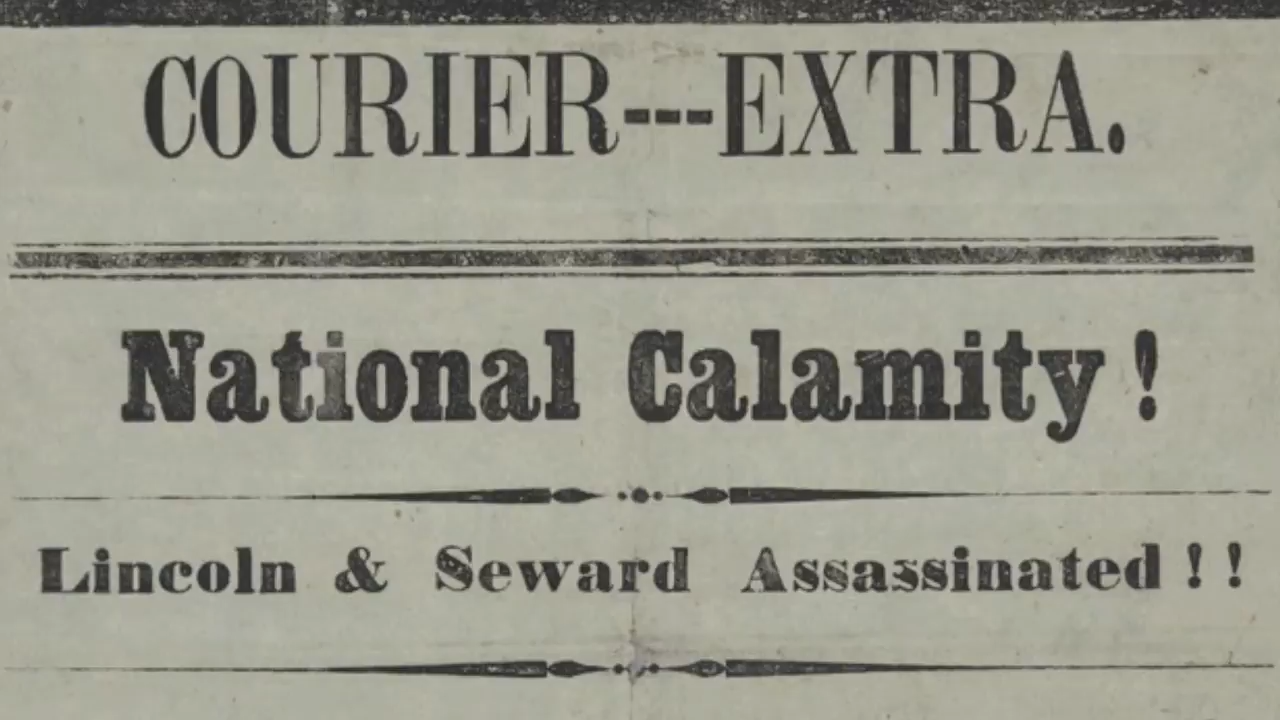 COURIER---EXTRA.
National Calamity !
Lincoln & Seward Assassinated ! !